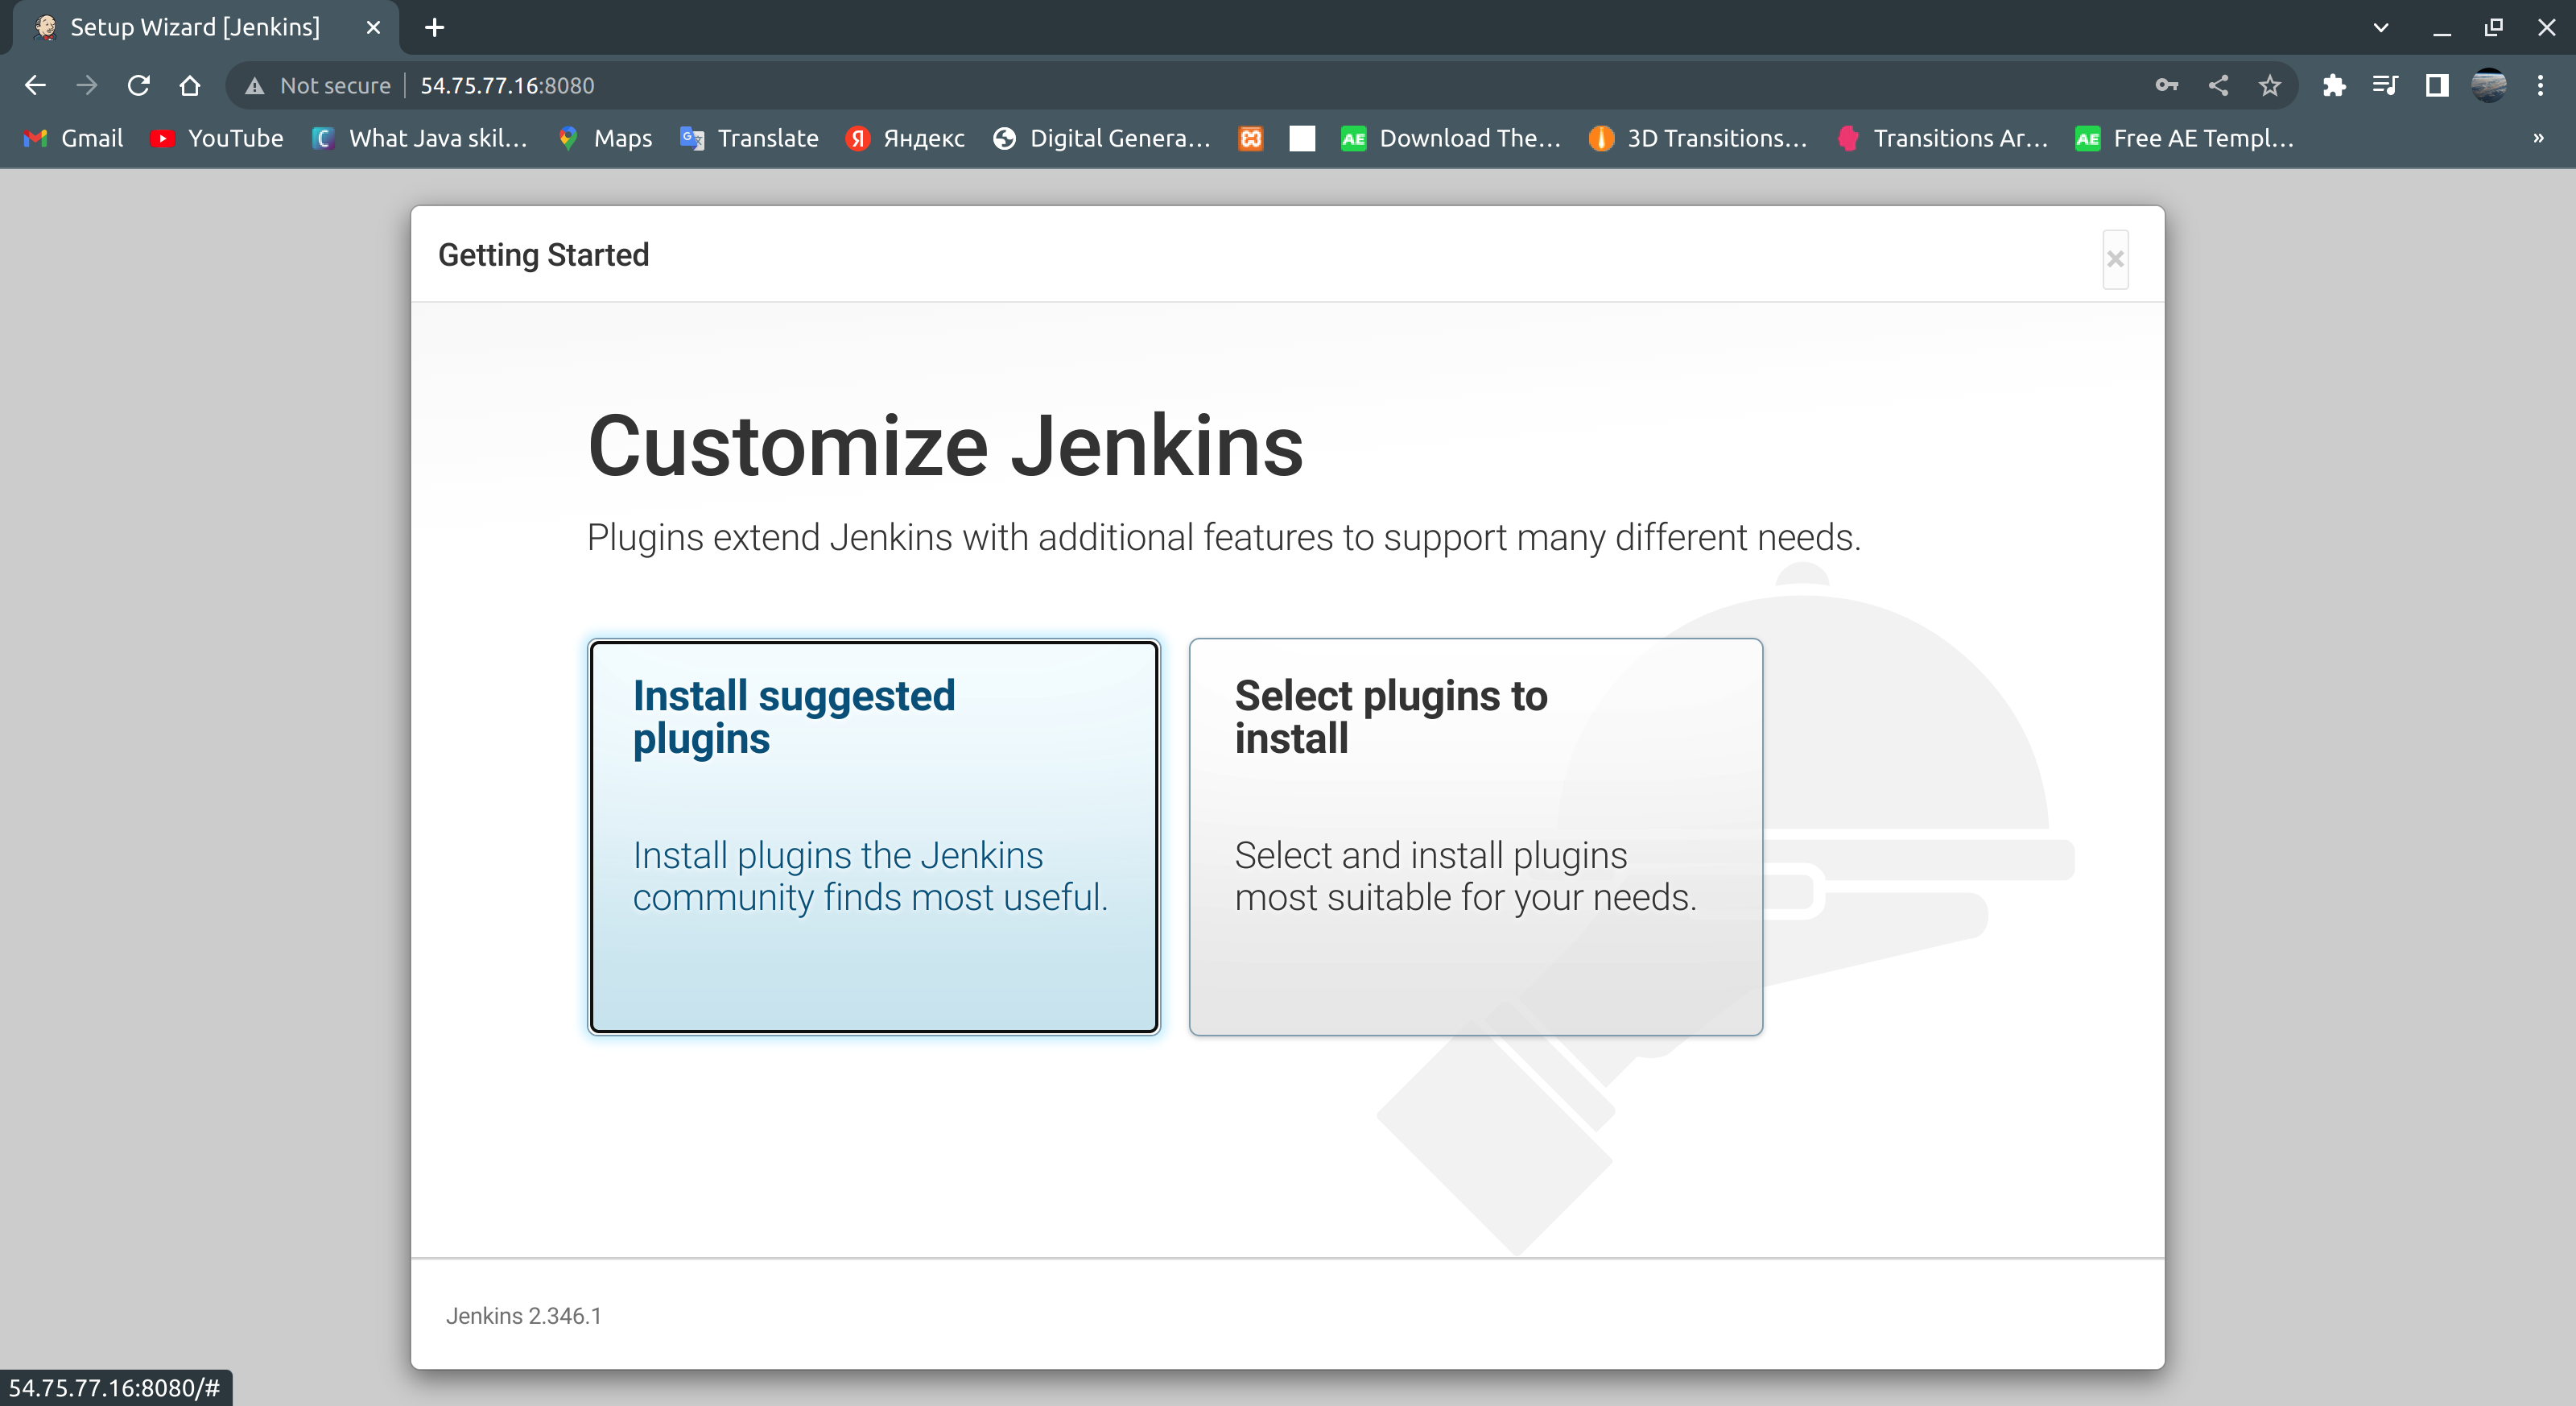 Setup Wizard [Jenkins]
Not secure 54.75.77.16:8080
Gmail YouTube What Java skil... Maps Translate Яндекс Digital Genera... Download The... 3D Transitions... Transitions Ar... Free AE Templ... »
Getting Started
Customize Jenkins
Plugins extend Jenkins with additional features to support many different needs.
Install suggested
plugins
Install plugins the Jenkins
community finds most useful.
Select plugins to
install
Select and install plugins
most suitable for your needs.
Jenkins 2.346.1
54.75.77.16:8080/#